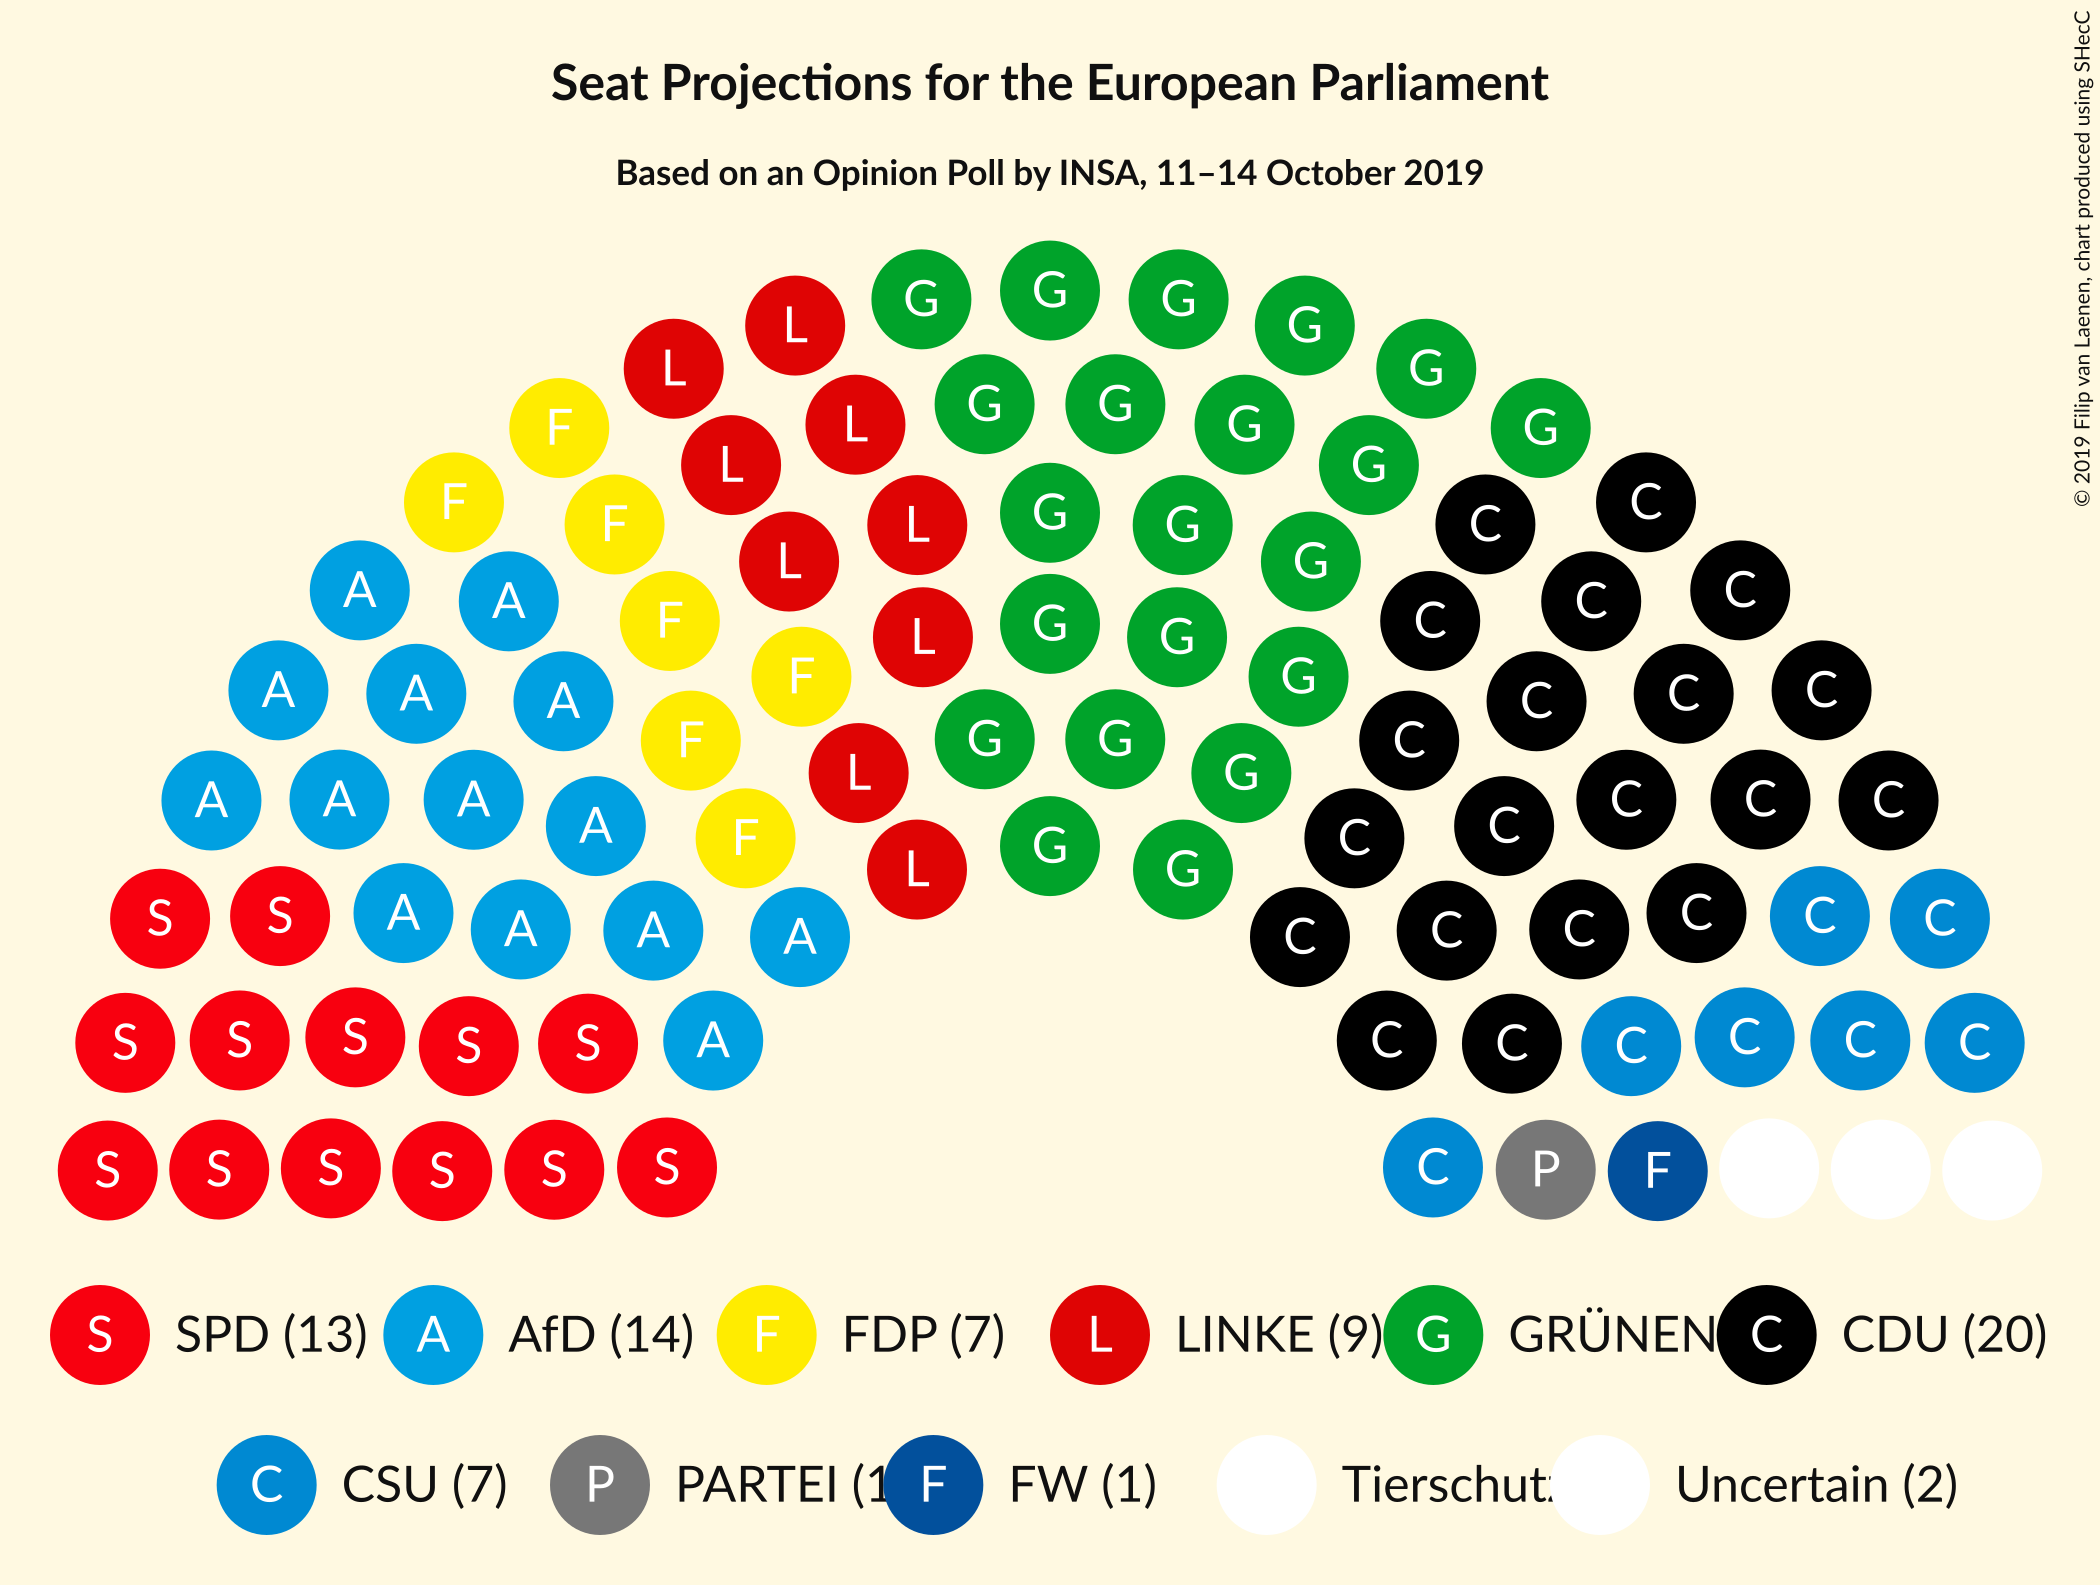 Seat Projections for the European Parliament
Based on an Opinion Poll by INSA, 11–14 October 2019
© 2019 Filip van Laenen, chart produced using SHecC
G G G G
L G
L G G G
F L G G
F L G G C C
F L G G
A A F L G C C C
F L G G
A A A F G C C C C
F G G C
A A A A L G C C C C
F G C
S S A A A A L G G C C C C C C
S S S S S A C C C C C C
S S S S S S C P F
S SPD (13) A AfD (14) F FDP (7) L LINKE (9) G GRÜNEN C CDU (20)
C CSU (7) P PARTEI (1 F FW (1) Tierschutz Uncertain (2)